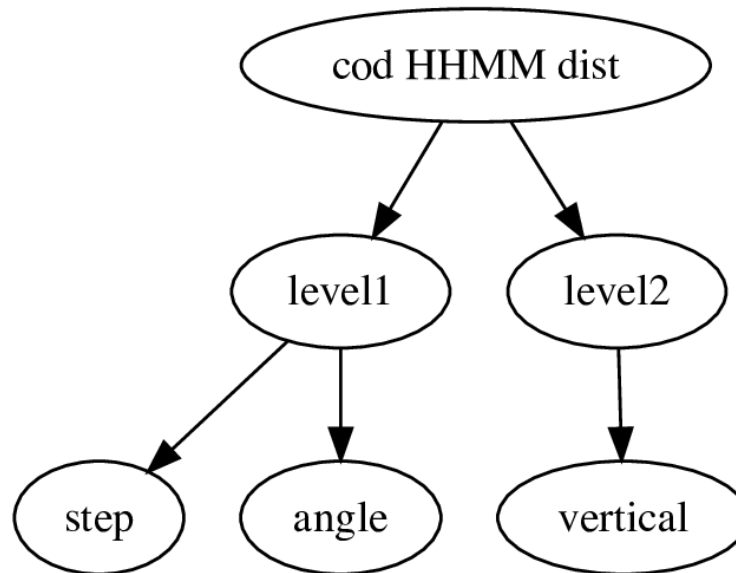 cod HHMM dist
level1
level2
step
angle
vertical